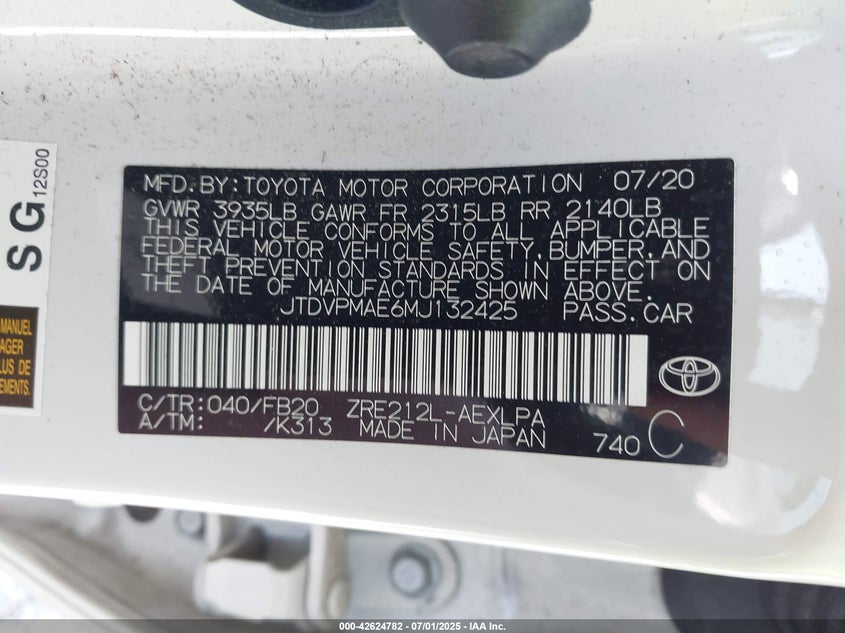 MFD.BY:TOYOTA MOTOR CORPORATION 07/20
GVWR 3935LB GAWR FR 2315LB RR 2140LB
THIS VEHICLE CONFORMS TO ALL APPLICABLE
FEDERAL MOTOR VEHICLE SAFETY,BUMPER,AND
THEFT PREVENTION STANDARDS IN EFFECT ON
THE DATE OF MANUFACTURE SHOWN ABOVE.
JTDVPMAE6MJ132425 PASS.CAR
C/TR:040/FB20 ZRE212L-AEXLPA
A/TM: /K313 MADE IN JAPAN 740 C
SG 12S00
MANUEL
AGER
LUS DE
NTS.
000-42624782 - 07/01/2025 - IAA Inc.